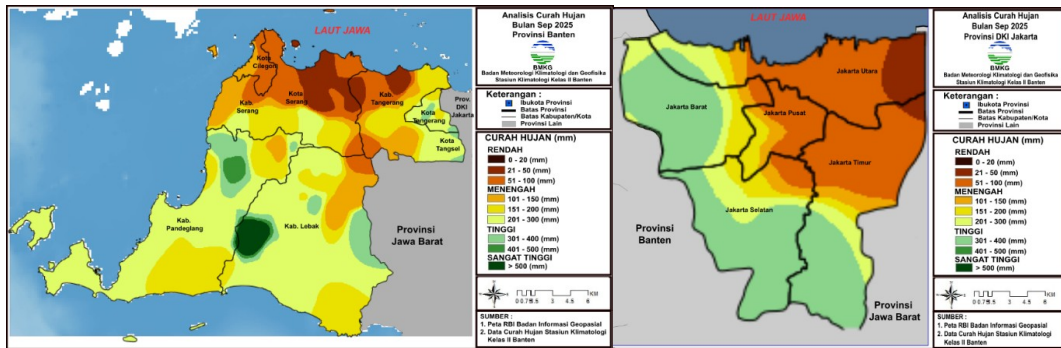 LAUT JAWA
Kota
Cilegon
Kab.
Serang
Kota
Serang
Kab.
Tangerang
Kota
Tangerang
Kota
Tangsel
Prov.
DKI
Jakarta
Kab.
Pandeglang
Kab. Lebak
Provinsi
Jawa Barat
Analisis Curah Hujan
Bulan Sep 2025
Provinsi Banten
BMKG
Badan Meteorologi Klimatologi dan Geofisika
Stasiun Klimatologi Kelas II Banten
Keterangan :
Ibukota Provinsi
Batas Provinsi
Batas Kabupaten/Kota
Provinsi Lain
CURAH HUJAN (mm)
RENDAH
0 - 20 (mm)
21 - 50 (mm)
51 - 100 (mm)
MENENGAH
101 - 150 (mm)
151 - 200 (mm)
201 - 300 (mm)
TINGGI
301 - 400 (mm)
401 - 500 (mm)
SANGAT TINGGI
> 500 (mm)
KM
SUMBER :
1. Peta RBI Badan Informasi Geopasial
2. Data Curah Hujan Stasiun Klimatologi
Kelas II Banten
LAUT JAWA
Jakarta Utara
Jakarta Barat
Jakarta
Pusat
Jakarta Timur
Jakarta Selatan
Provinsi
Banten
Provinsi
Jawa Barat
Analisis Curah Hujan
Bulan Sep 2025
Provinsi DKI Jakarta
BMKG
Badan Meteorologi Klimatologi dan Geofisika
Stasiun Klimatologi Kelas II Banten
Keterangan :
Ibukota Provinsi
Batas Provinsi
Batas Kabupaten/Kota
Provinsi Lain
CURAH HUJAN (mm)
RENDAH
0 - 20 (mm)
21 - 50 (mm)
51 - 100 (mm)
MENENGAH
101 - 150 (mm)
151 - 200 (mm)
201 - 300 (mm)
TINGGI
301 - 400 (mm)
401 - 500 (mm)
SANGAT TINGGI
> 500 (mm)
KM
SUMBER :
1. Peta RBI Badan Informasi Geopasial
2. Data Curah Hujan Stasiun Klimatologi
Kelas II Banten